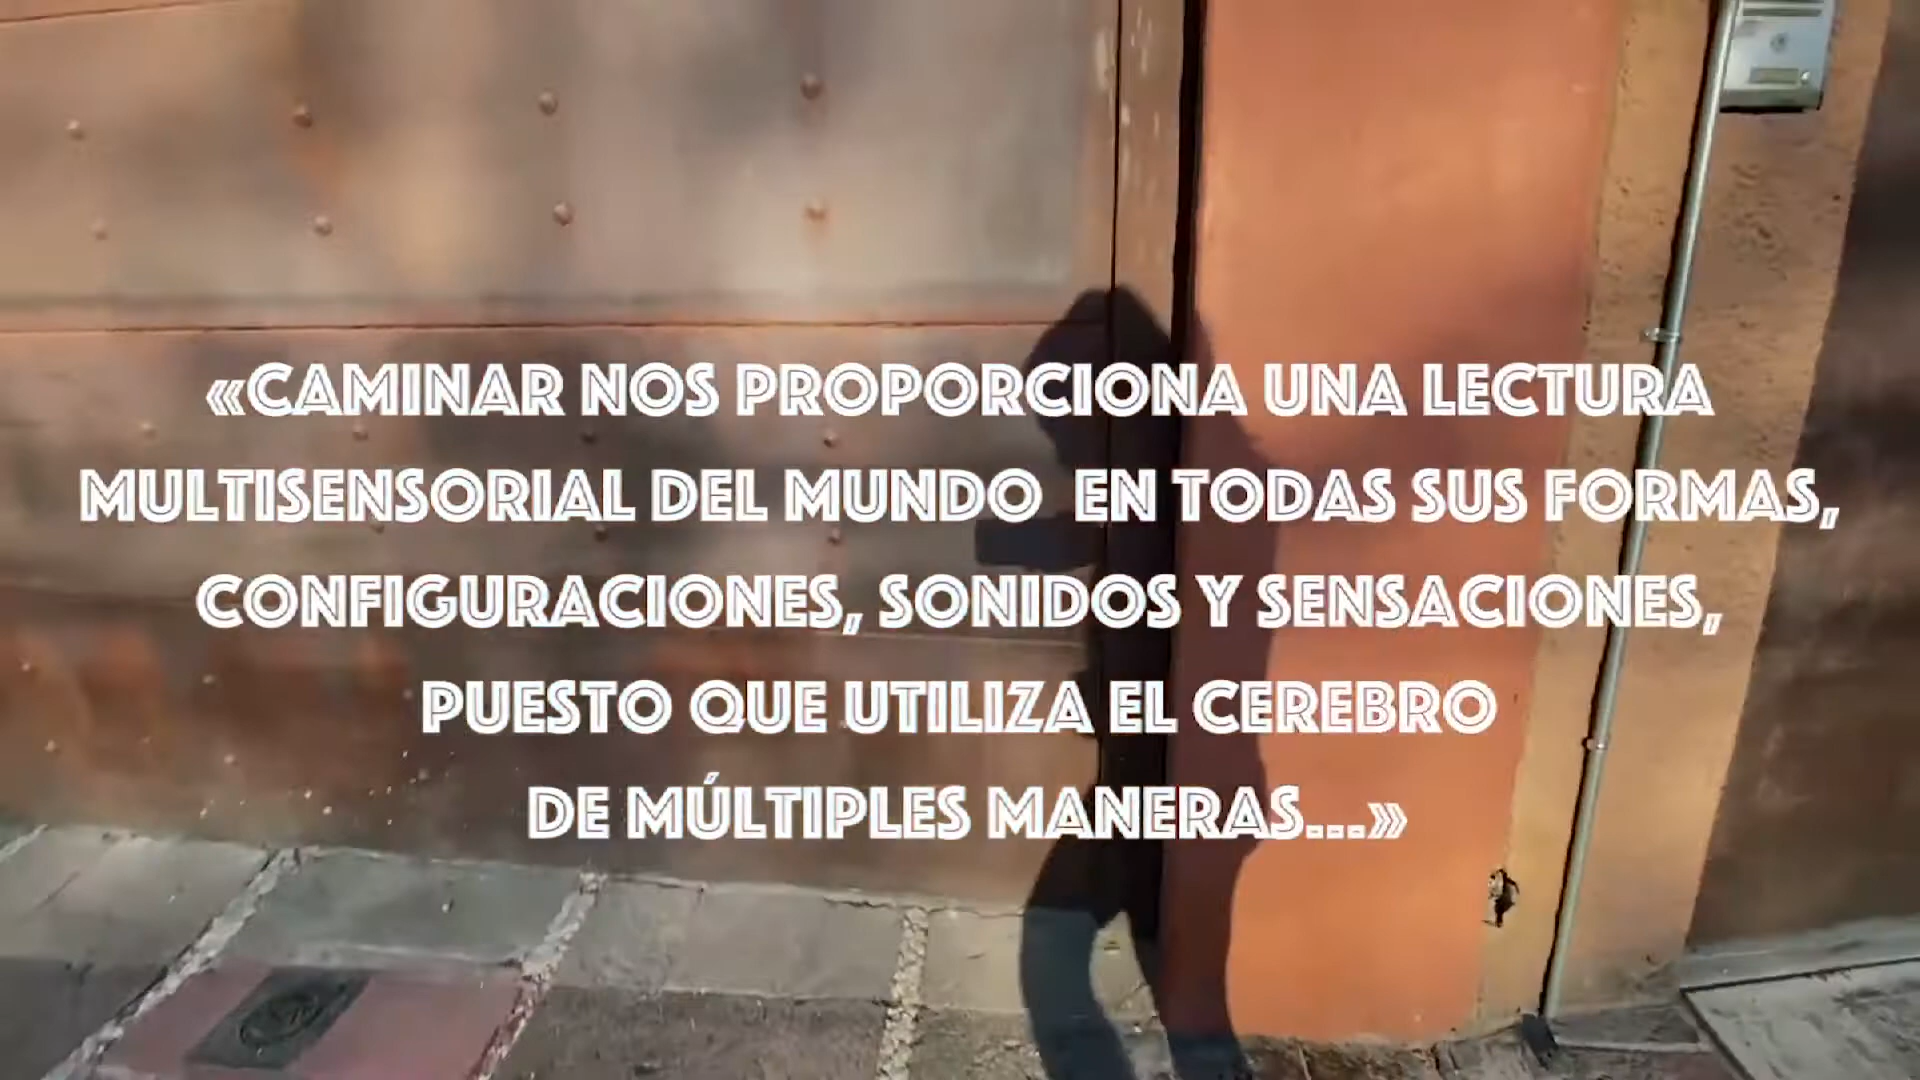 «CAMINAR NOS PROPORCIONA UNA LECTURA
MULTISENSORIAL DEL MUNDO EN TODAS SUS FORMAS,
CONFIGURACIONES, SONIDOS Y SENSACIONES,
PUESTO QUE UTILIZA EL CEREBRO
DE MÚLTIPLES MANERAS...»